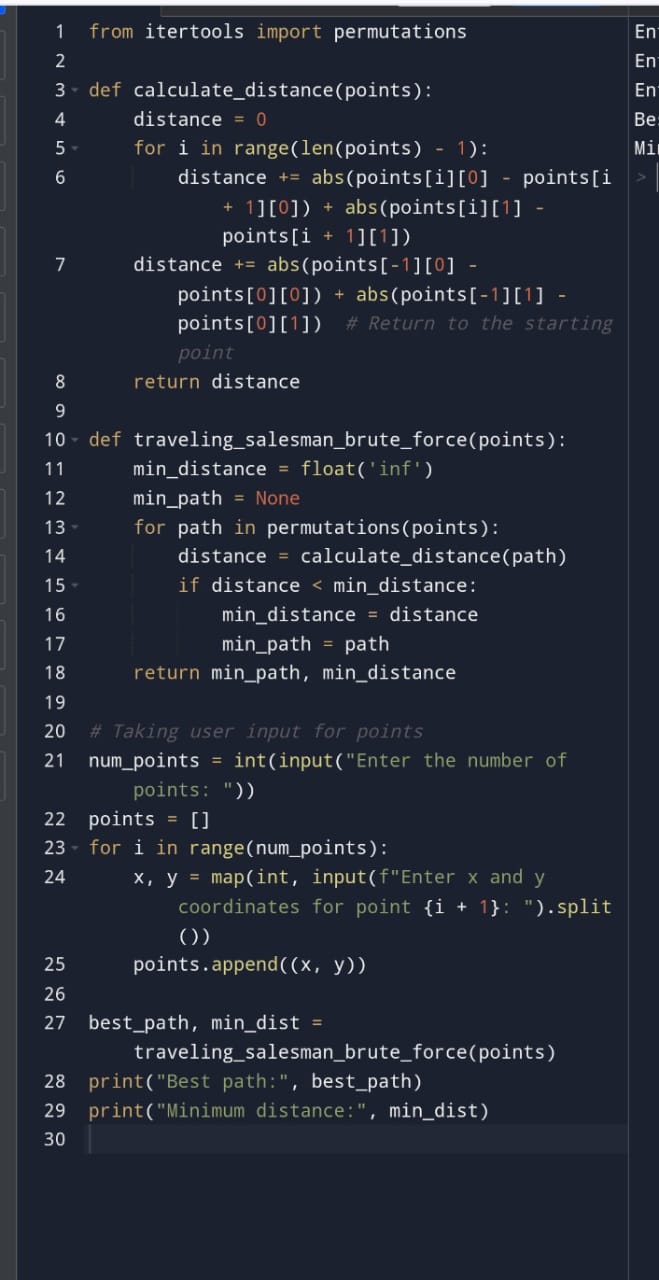 1 from itertools import permutations
2
3 def calculate_distance(points):
4     distance = 0
5     for i in range(len(points) - 1):
6         distance += abs(points[i][0] - points[i
            + 1][0]) + abs(points[i][1] -
            points[i + 1][1])
7     distance += abs(points[-1][0] -
        points[0][0]) + abs(points[-1][1] -
        points[0][1])  # Return to the starting
        point
8     return distance
9
10 def traveling_salesman_brute_force(points):
11     min_distance = float('inf')
12     min_path = None
13     for path in permutations(points):
14         distance = calculate_distance(path)
15         if distance < min_distance:
16             min_distance = distance
17             min_path = path
18     return min_path, min_distance
19
20 # Taking user input for points
21 num_points = int(input("Enter the number of
    points: "))
22 points = []
23 for i in range(num_points):
24     x, y = map(int, input(f"Enter x and y
        coordinates for point {i + 1}: ").split
        ())
25     points.append((x, y))
26
27 best_path, min_dist =
    traveling_salesman_brute_force(points)
28 print("Best path:", best_path)
29 print("Minimum distance:", min_dist)
30
En
En
En
Be
Mi
>